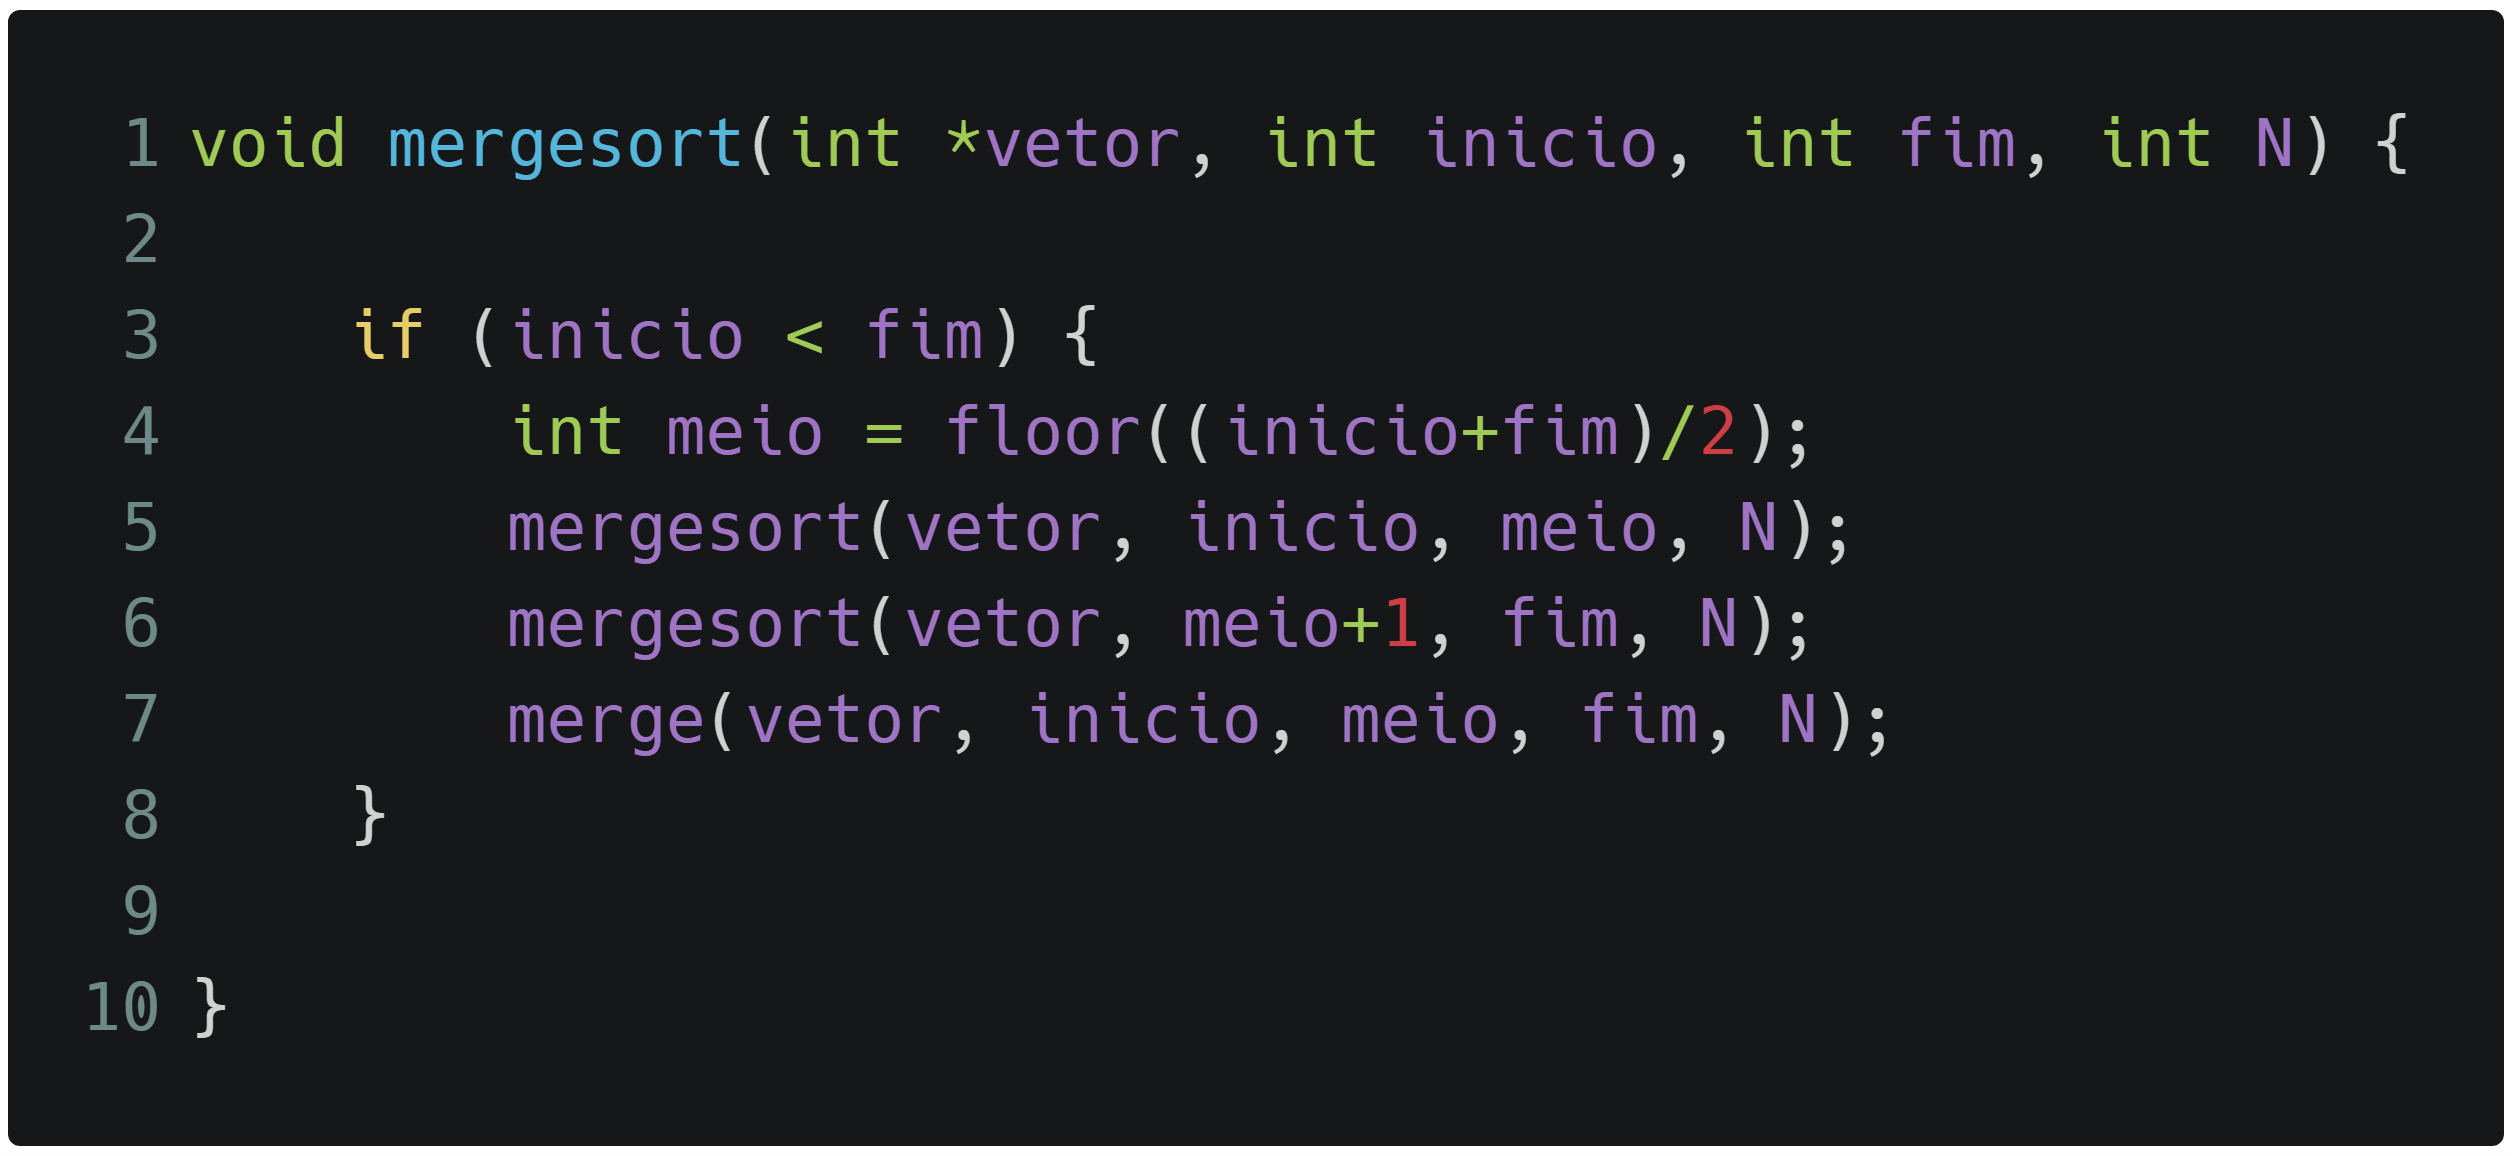 1 void mergesort(int *vetor, int inicio, int fim, int N) {
2
3     if (inicio < fim) {
4         int meio = floor((inicio+fim)/2);
5         mergesort(vetor, inicio, meio, N);
6         mergesort(vetor, meio+1, fim, N);
7         merge(vetor, inicio, meio, fim, N);
8     }
9
10 }